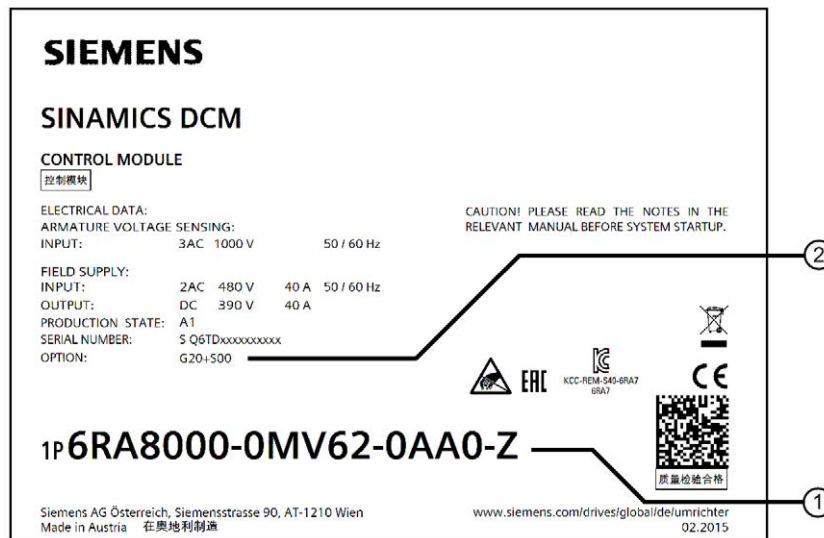 SIEMENS
SINAMICS DCM
CONTROL MODULE
控制模块
ELECTRICAL DATA:
ARMATURE VOLTAGE SENSING:
INPUT: 3AC 1000 V 50 / 60 Hz
FIELD SUPPLY:
INPUT: 2AC 480 V 40 A 50 / 60 Hz
OUTPUT: DC 390 V 40 A
PRODUCTION STATE: A1
SERIAL NUMBER: S Q6TDxxxxxxxxxx
OPTION: G20+S00
CAUTION! PLEASE READ THE NOTES IN THE
RELEVANT MANUAL BEFORE SYSTEM STARTUP.
2
EAC
KCC-REM-S49-6RA7
6RA7
CE
1P 6RA8000-0MV62-0AA0-Z
质量检验合格
1
Siemens AG Österreich, Siemensstrasse 90, AT-1210 Wien
Made in Austria 在奥地利制造
www.siemens.com/drives/global/de/umrichter
02.2015